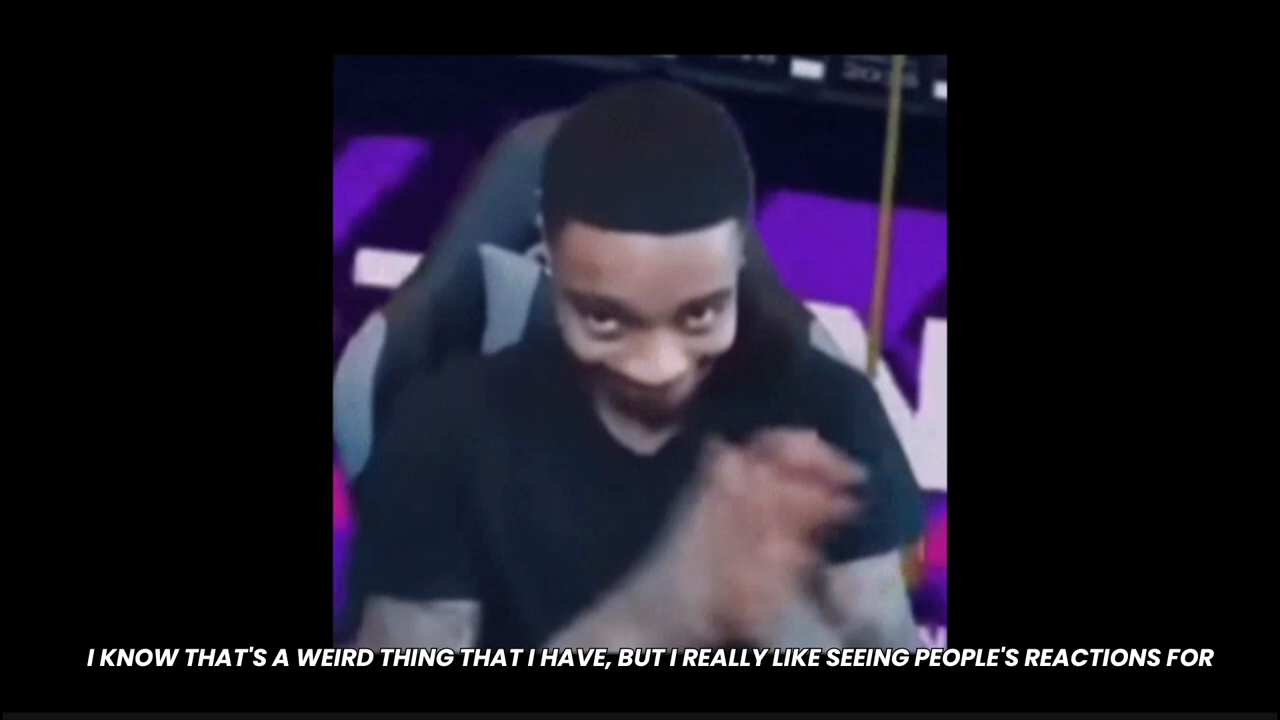 I KNOW THAT'S A WEIRD THING THAT I HAVE, BUT I REALLY LIKE SEEING PEOPLE'S REACTIONS FOR